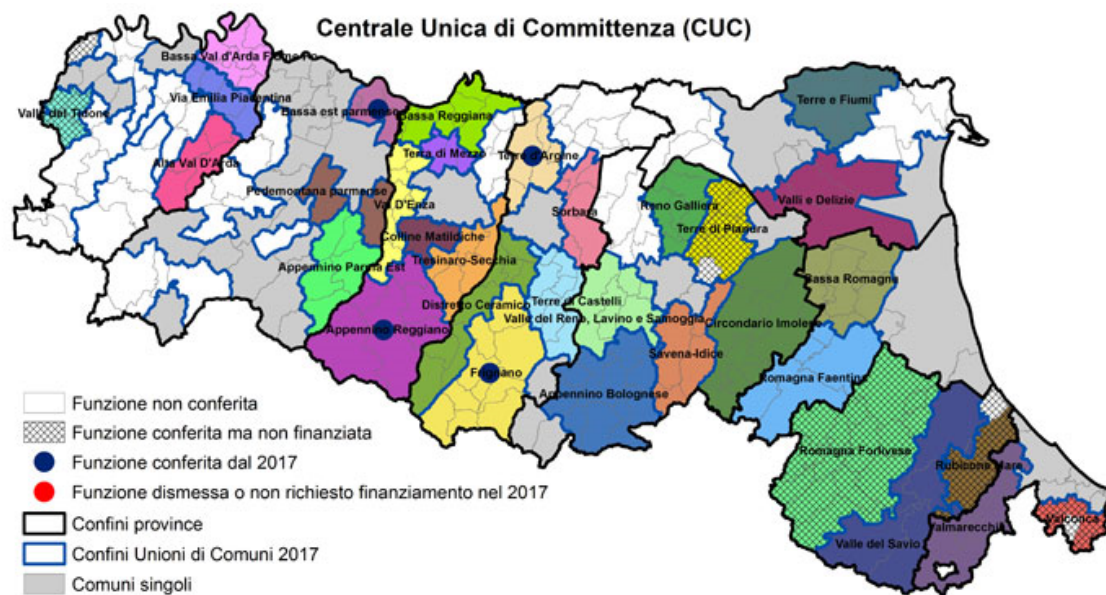 Centrale Unica di Committenza (CUC)
Bassa Val d'Arda Fiume Po
Via Emilia Piacentina
Valle del Tidone
Bassa est parmense
Bassa Reggiana
Terre e Fiumi
Alta Val D'Arda
Terra di Mezzo
Terre d'Argine
Pedemontana parmense
Val D'Enza
Sorbara
Reno Galliera
Valli e Delizie
Terre di Pianura
Colline Matildiche
Appennino Parma Est
Tresinaro-Secchia
Bassa Romagna
Distretto Ceramico
Terre di Castelli
Valle del Reno, Lavino e Samoggia
Circondario Imolese
Appennino Reggiano
Savena-Idice
Frignano
Appennino Bolognese
Romagna Faentina
Romagna Forlivese
Rubicone Mare
Valmarecchia
Valconca
Valle del Savio
Funzione non conferita
Funzione conferita ma non finanziata
Funzione conferita dal 2017
Funzione dismessa o non richiesto finanziamento nel 2017
Confini province
Confini Unioni di Comuni 2017
Comuni singoli